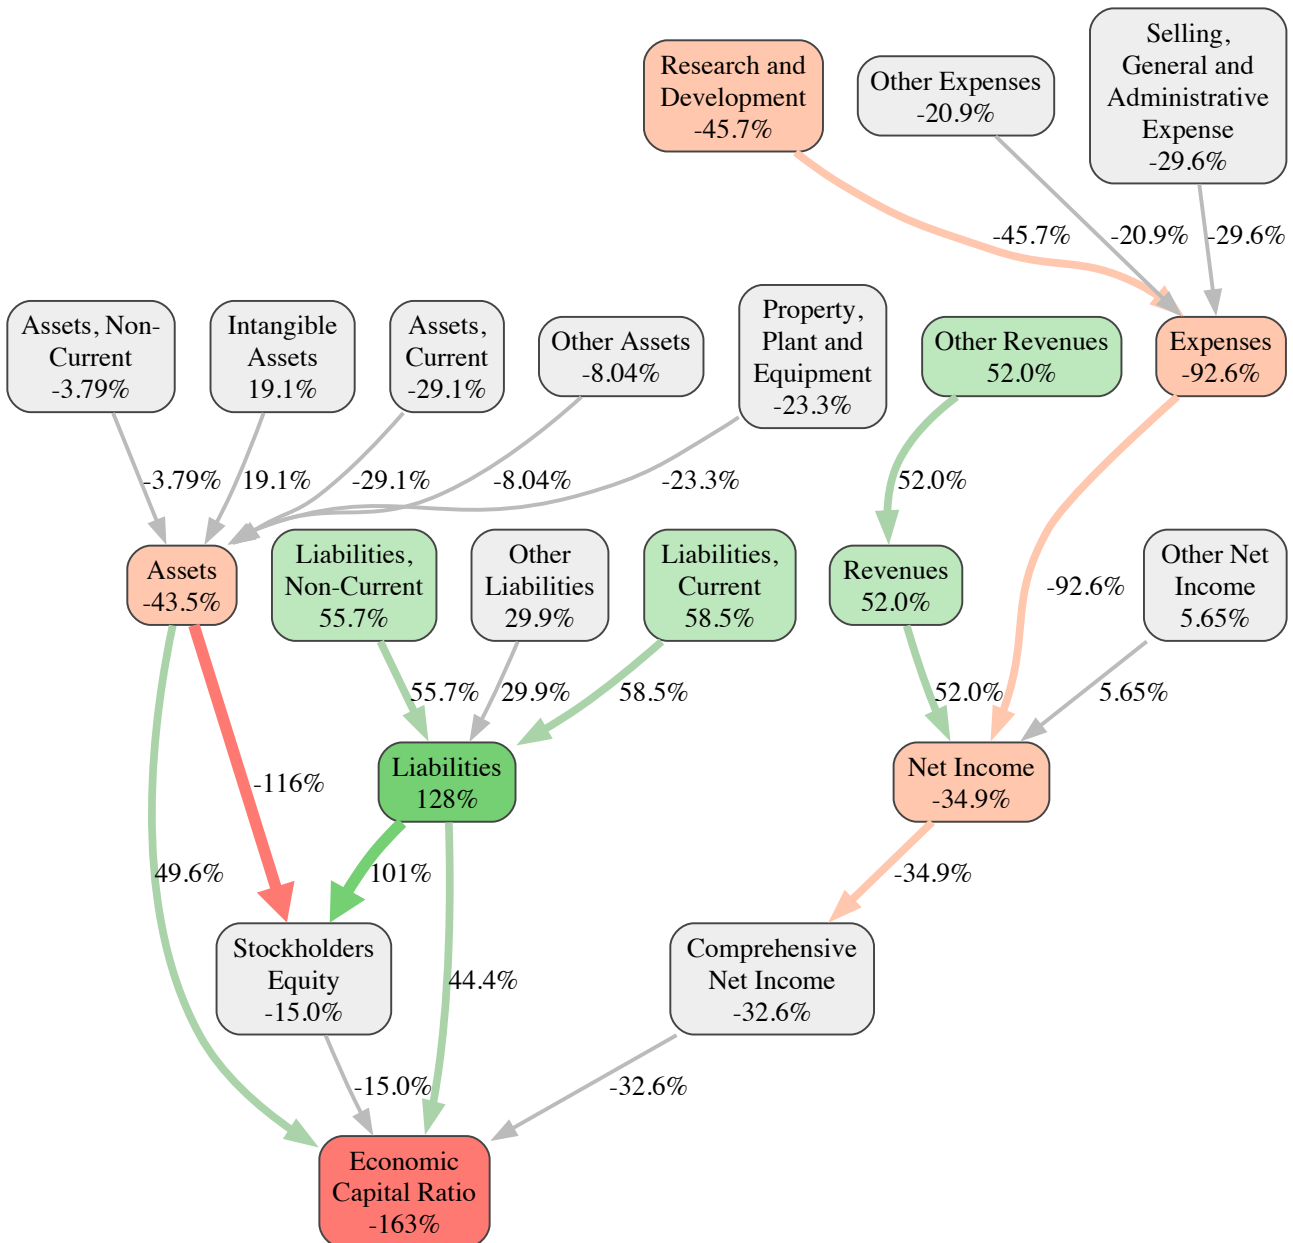 Selling,
General and
Administrative
Expense
-29.6%
Research and
Development
-45.7%
Other Expenses
-20.9%
-45.7%
-20.9%
-29.6%
Assets, Non-
Current
-3.79%
Intangible
Assets
19.1%
Assets,
Current
-29.1%
Other Assets
-8.04%
Property,
Plant and
Equipment
-23.3%
Other Revenues
52.0%
Expenses
-92.6%
-3.79%
19.1%
-29.1%
-8.04%
-23.3%
52.0%
Assets
-43.5%
Liabilities,
Non-Current
55.7%
Other
Liabilities
29.9%
Liabilities,
Current
58.5%
Revenues
52.0%
-92.6%
Other Net
Income
5.65%
55.7%
29.9%
58.5%
52.0%
5.65%
-116%
Liabilities
128%
Net Income
-34.9%
49.6%
101%
-34.9%
Stockholders
Equity
-15.0%
44.4%
Comprehensive
Net Income
-32.6%
-15.0%
-32.6%
Economic
Capital Ratio
-163%